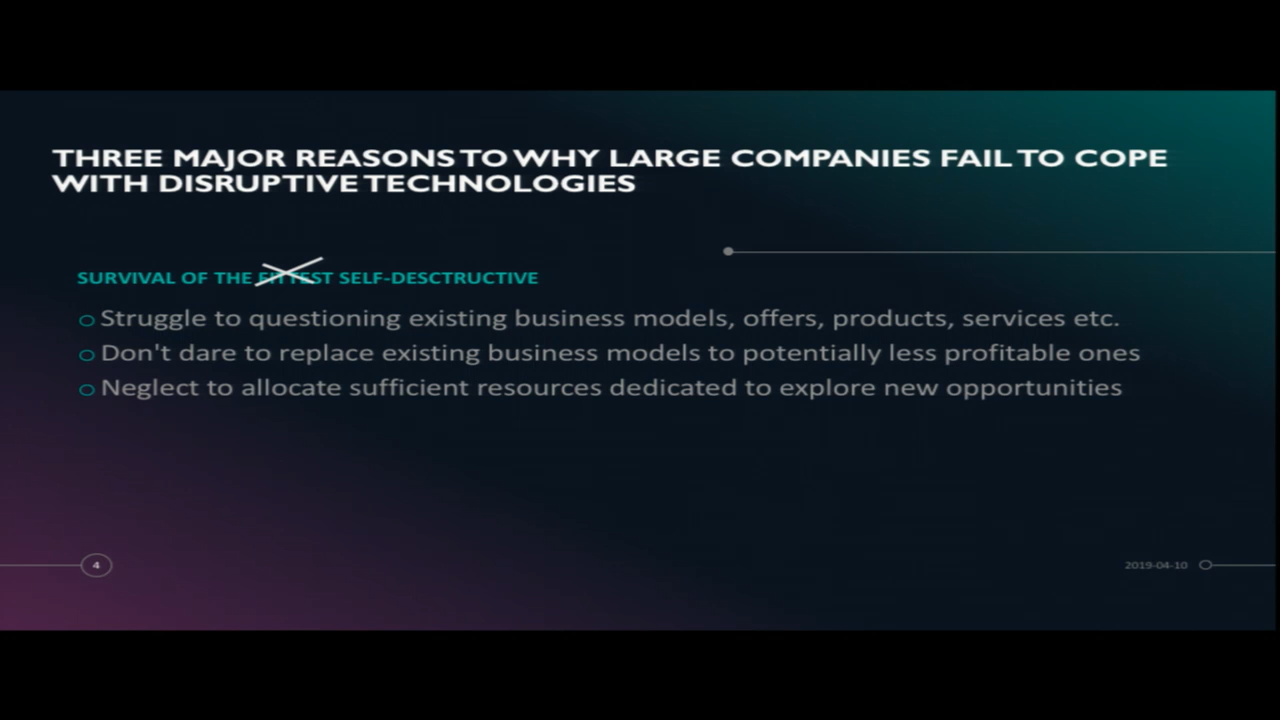 THREE MAJOR REASONS TO WHY LARGE COMPANIES FAIL TO COPE
WITH DISRUPTIVE TECHNOLOGIES
SURVIVAL OF THE FITTEST SELF-DESCTRUCTIVE
Struggle to questioning existing business models, offers, products, services etc.
Don't dare to replace existing business models to potentially less profitable ones
Neglect to allocate sufficient resources dedicated to explore new opportunities
4
2019-04-10